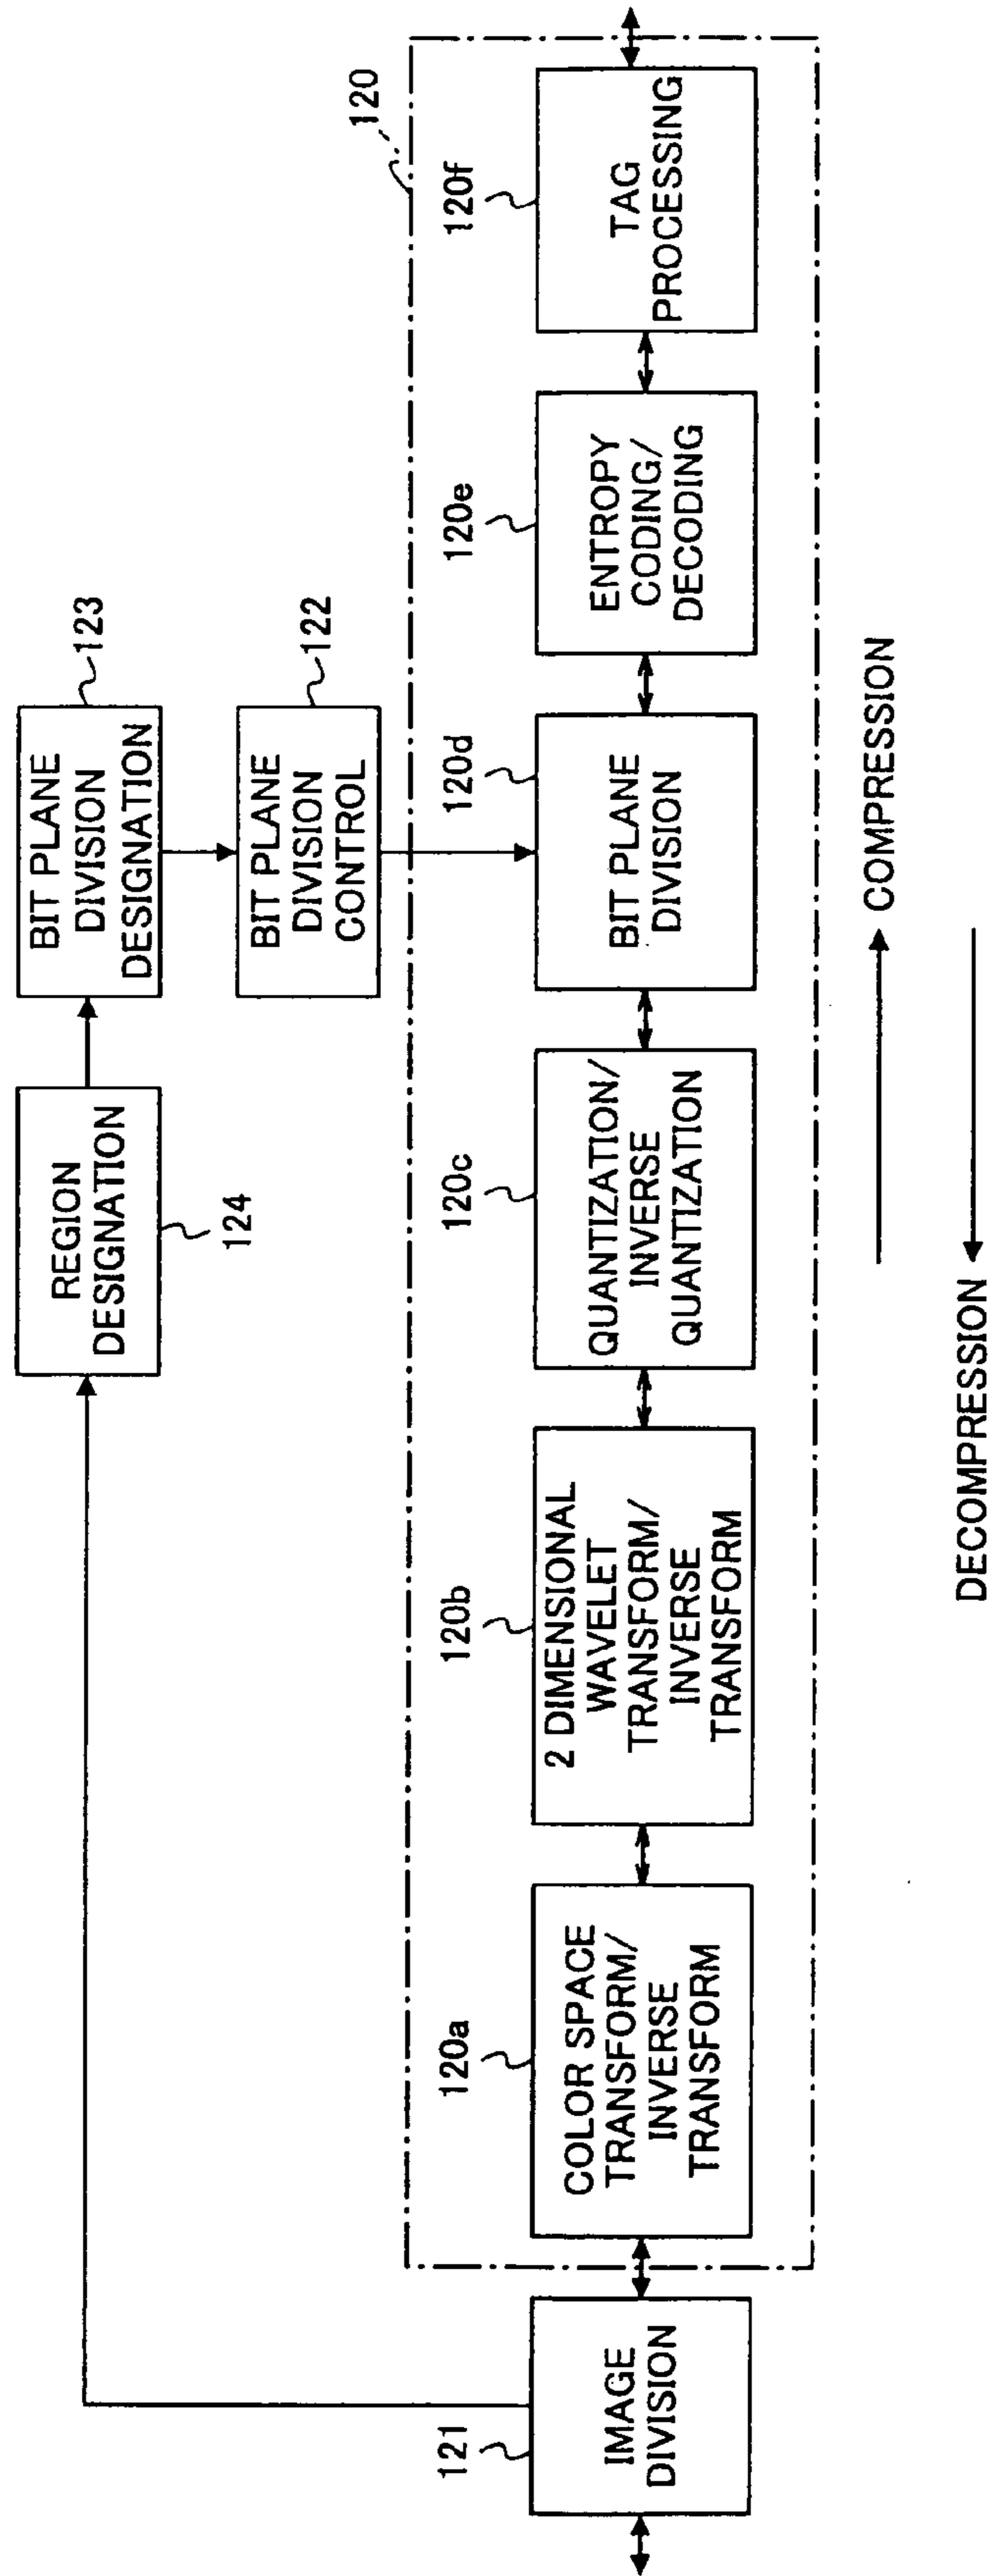 121
IMAGE
DIVISION
124
REGION
DESIGNATION
123
BIT PLANE
DIVISION
DESIGNATION
122
BIT PLANE
DIVISION
CONTROL
120
120a
COLOR SPACE
TRANSFORM/
INVERSE
TRANSFORM
120b
2 DIMENSIONAL
WAVELET
TRANSFORM/
INVERSE
TRANSFORM
120c
QUANTIZATION/
INVERSE
QUANTIZATION
120d
BIT PLANE
DIVISION
120e
ENTROPY
CODING/
DECODING
120f
TAG
PROCESSING
COMPRESSION
DECOMPRESSION